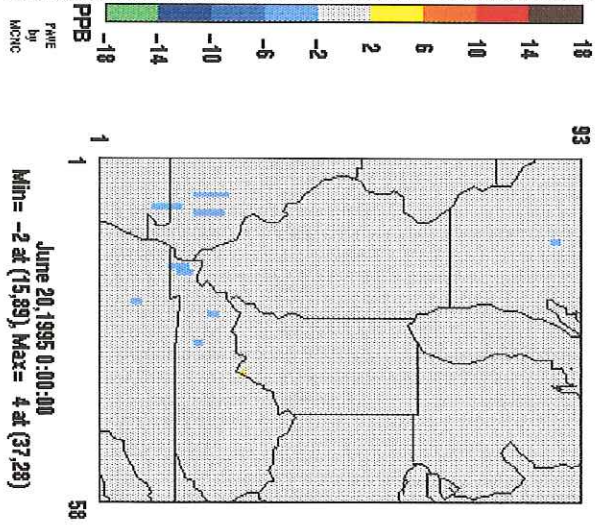 PPB
18
14
10
6
2
-2
-6
-10
-14
-18
PAVE
by
MCNC
93
1
1
58
June 20,1995 0:00:00
Min= -2 at (15,89), Max= 4 at (37,28)